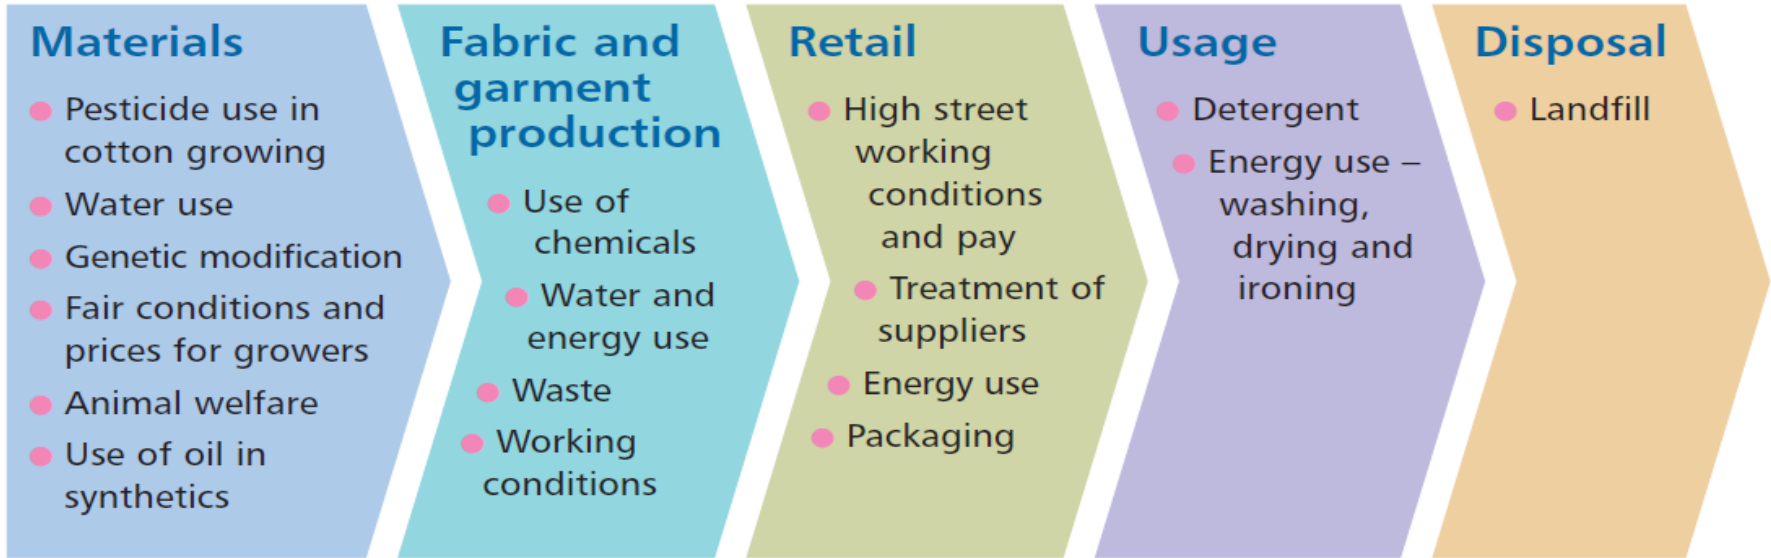 Materials
Pesticide use in
cotton growing
Water use
Genetic modification
Fair conditions and
prices for growers
Animal welfare
Use of oil in
synthetics
Fabric and
garment
production
Use of
chemicals
Water and
energy use
Waste
Working
conditions
Retail
High street
working
conditions
and pay
Treatment of
suppliers
Energy use
Packaging
Usage
Detergent
Energy use –
washing,
drying and
ironing
Disposal
Landfill